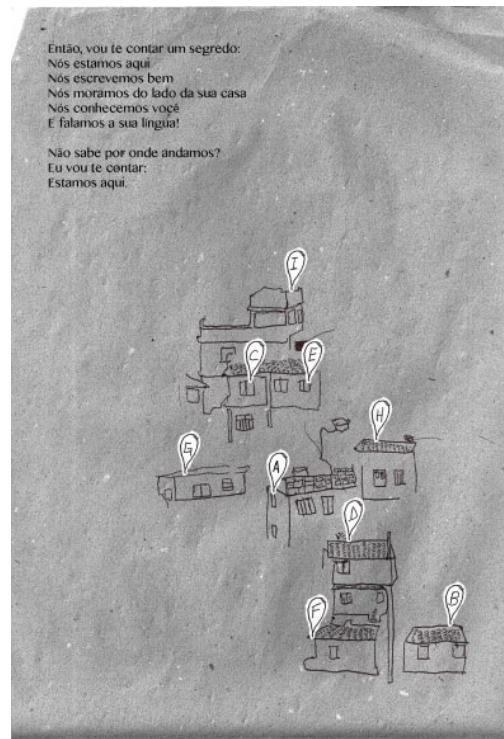 Então, vou te contar um segredo:
Nós estamos aqui
Nós escrevemos bem
Nós moramos do lado da sua casa
Nós conhecemos você
E falamos a sua língua!
Não sabe por onde andamos?
Eu vou te contar:
Estamos aqui.
I
C
E
H
G
A
D
F
B